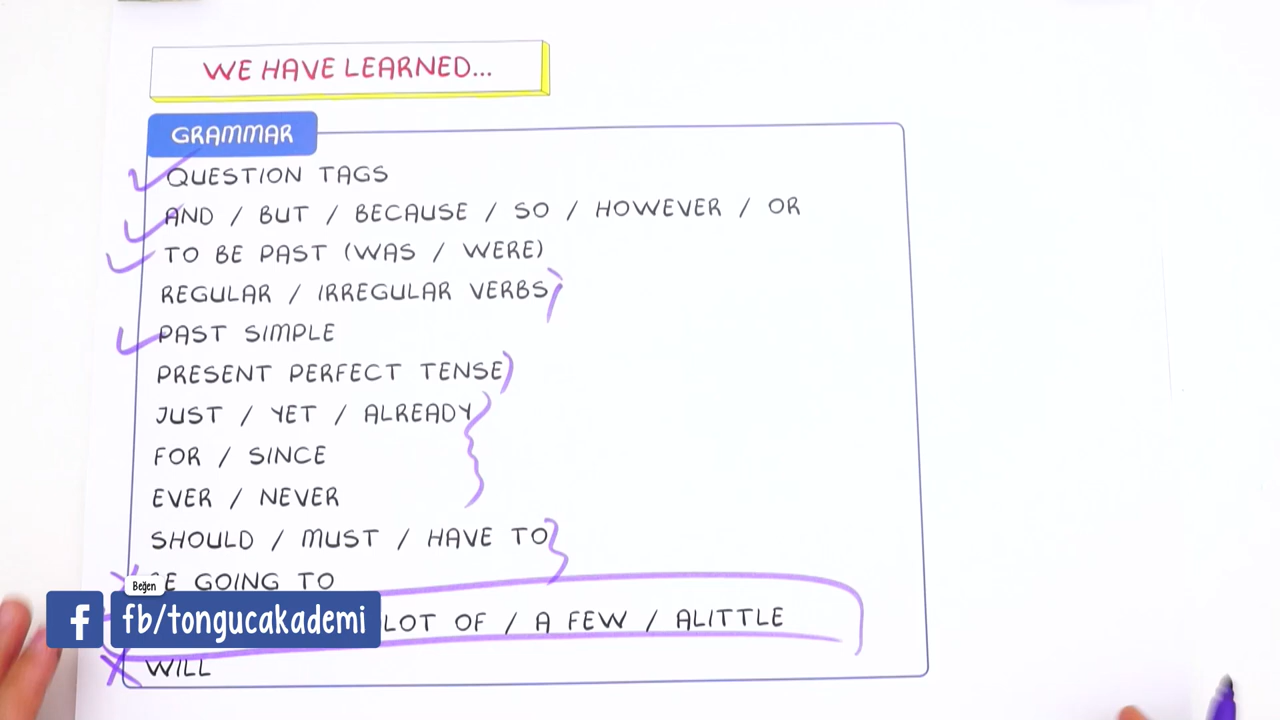 WE HAVE LEARNED...
GRAMMAR
QUESTION TAGS
AND / BUT / BECAUSE / SO / HOWEVER / OR
TO BE PAST (WAS / WERE)
REGULAR / IRREGULAR VERBS
PAST SIMPLE
PRESENT PERFECT TENSE
JUST / YET / ALREADY
FOR / SINCE
EVER / NEVER
SHOULD / MUST / HAVE TO
GOING TO
Beğen
f fb/tongucakademi
LOT OF / A FEW / ALITTLE
WILL